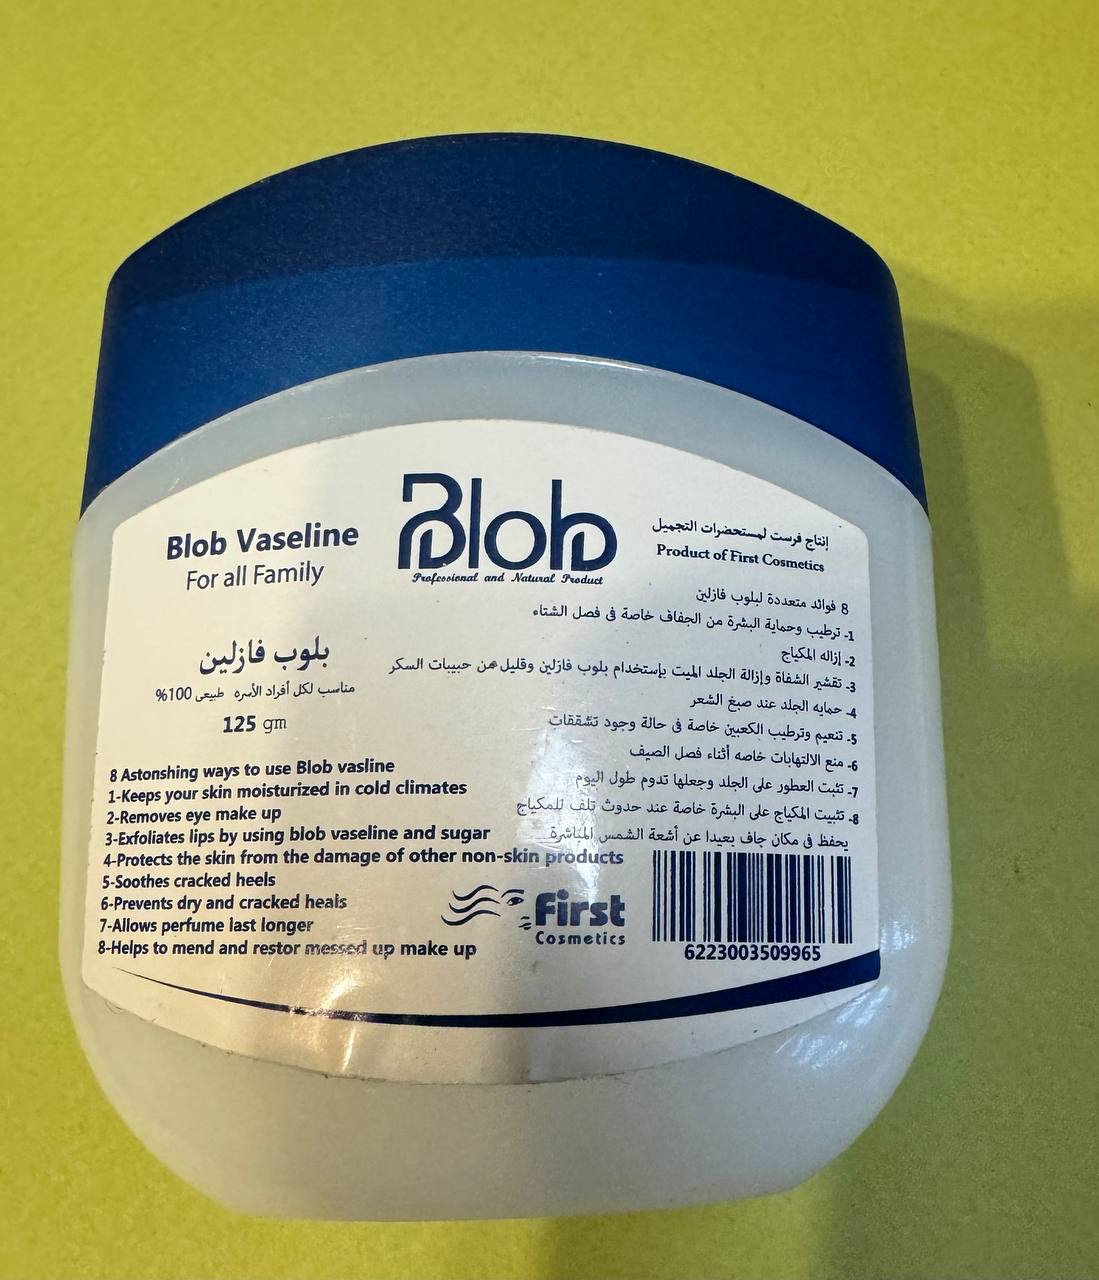 Blob
Professional and Natural Product
Blob Vaseline
For all Family
بلوب فازلين
مناسب لكل أفراد الأسره طبيعى 100%
125 gm
8 Astonshing ways to use Blob vasline
1-Keeps your skin moisturized in cold climates
2-Removes eye make up
3-Exfoliates lips by using blob vaseline and sugar
4-Protects the skin from the damage of other non-skin products
5-Soothes cracked heels
6-Prevents dry and cracked heals
7-Allows perfume last longer
8-Helps to mend and restor messed up make up
إنتاج فرست لمستحضرات التجميل
Product of First Cosmetics
8 فوائد متعددة لبلوب فازلين
1- ترطيب وحماية البشرة من الجفاف خاصة فى فصل الشتاء
2- إزاله المكياج
3- تقشير الشفاة وإزالة الجلد الميت بإستخدام بلوب فازلين وقليل من حبيبات السكر
4- حمايه الجلد عند صبغ الشعر
5- تنعيم وترطيب الكعبين خاصة فى حالة وجود تشققات
6- منع الالتهابات خاصه أثناء فصل الصيف
7- تثبت العطور على الجلد وجعلها تدوم طول اليوم
8- تثبيت المكياج على البشرة خاصة عند حدوث تلف للمكياج
يحفظ فى مكان جاف بعيدا عن أشعة الشمس المباشرة
First
Cosmetics
6223003509965